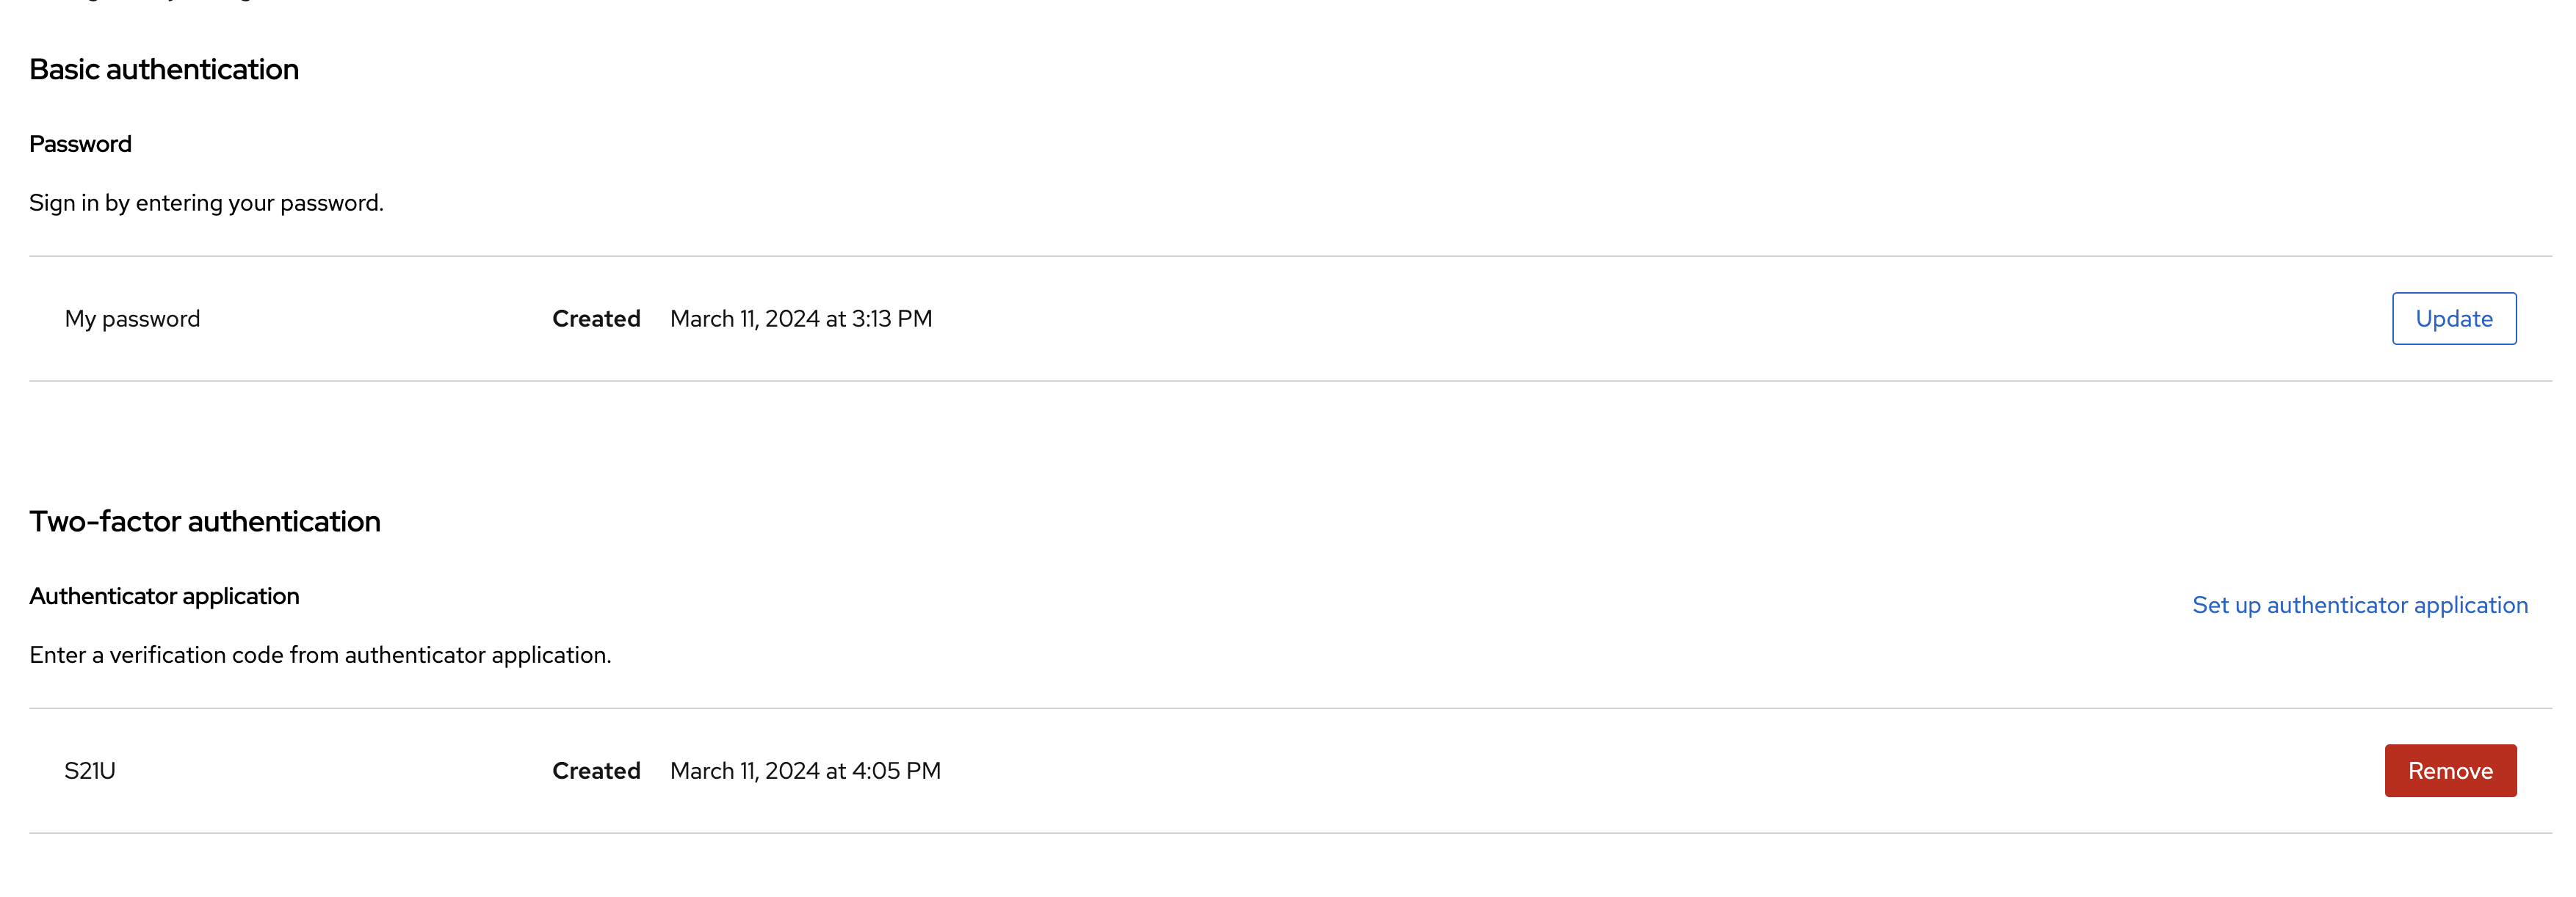 Basic authentication
Password
Sign in by entering your password.
My password Created March 11, 2024 at 3:13 PM Update
Two-factor authentication
Authenticator application
Set up authenticator application
Enter a verification code from authenticator application.
S21U Created March 11, 2024 at 4:05 PM Remove